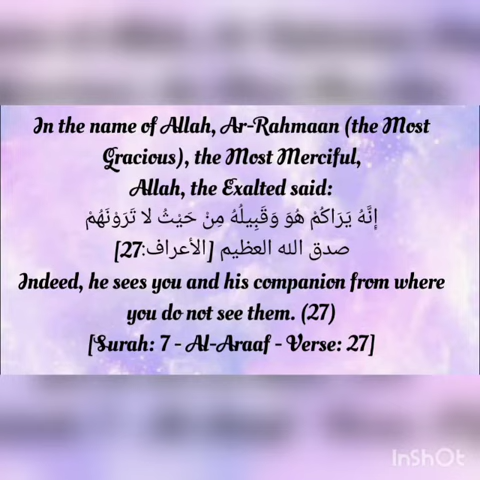 In the name of Allah, Ar-Rahmaan (the Most
Gracious), the Most Merciful,
Allah, the Exalted said:
إِنَّهُ يَرَاكُمْ هُوَ وَقَبِيلُهُ مِنْ حَيْثُ لا تَرَوْنَهُمْ
صدق الله العظيم [الأعراف:27]
Indeed, he sees you and his companion from where
you do not see them. (27)
[Surah: 7 - Al-Araaf - Verse: 27]
InShOt